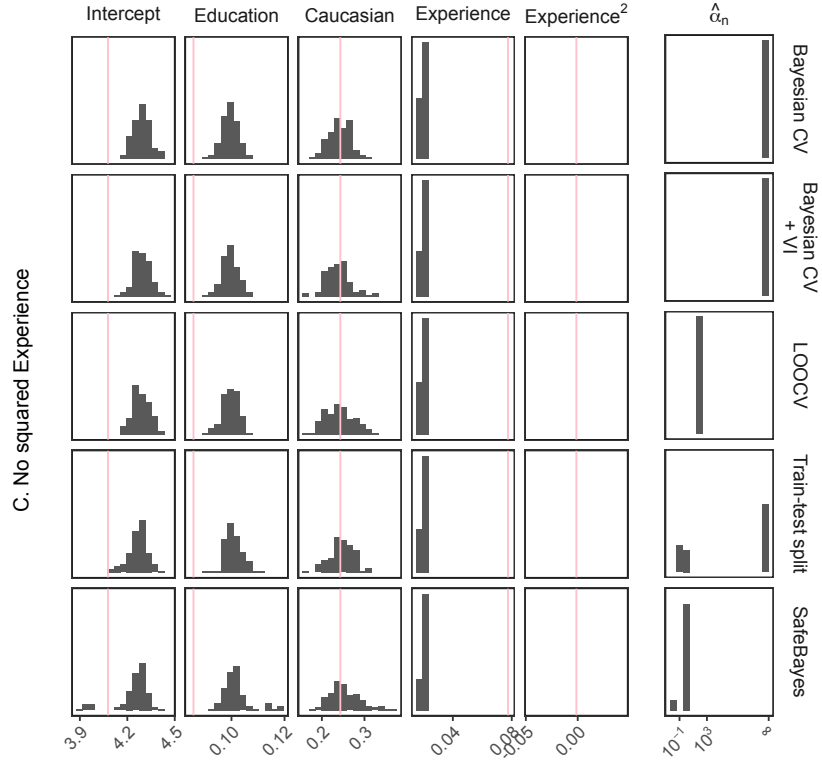 Intercept Education Caucasian Experience Experience² α̂ₙ
Bayesian CV
Bayesian CV
+ VI
LOOCV
Train-test split
SafeBayes
C. No squared Experience
3.9 4.2 4.5 0.10 0.12 0.2 0.3 0.04 0.08 -0.05 0.00 10⁻¹ 10³ ∞